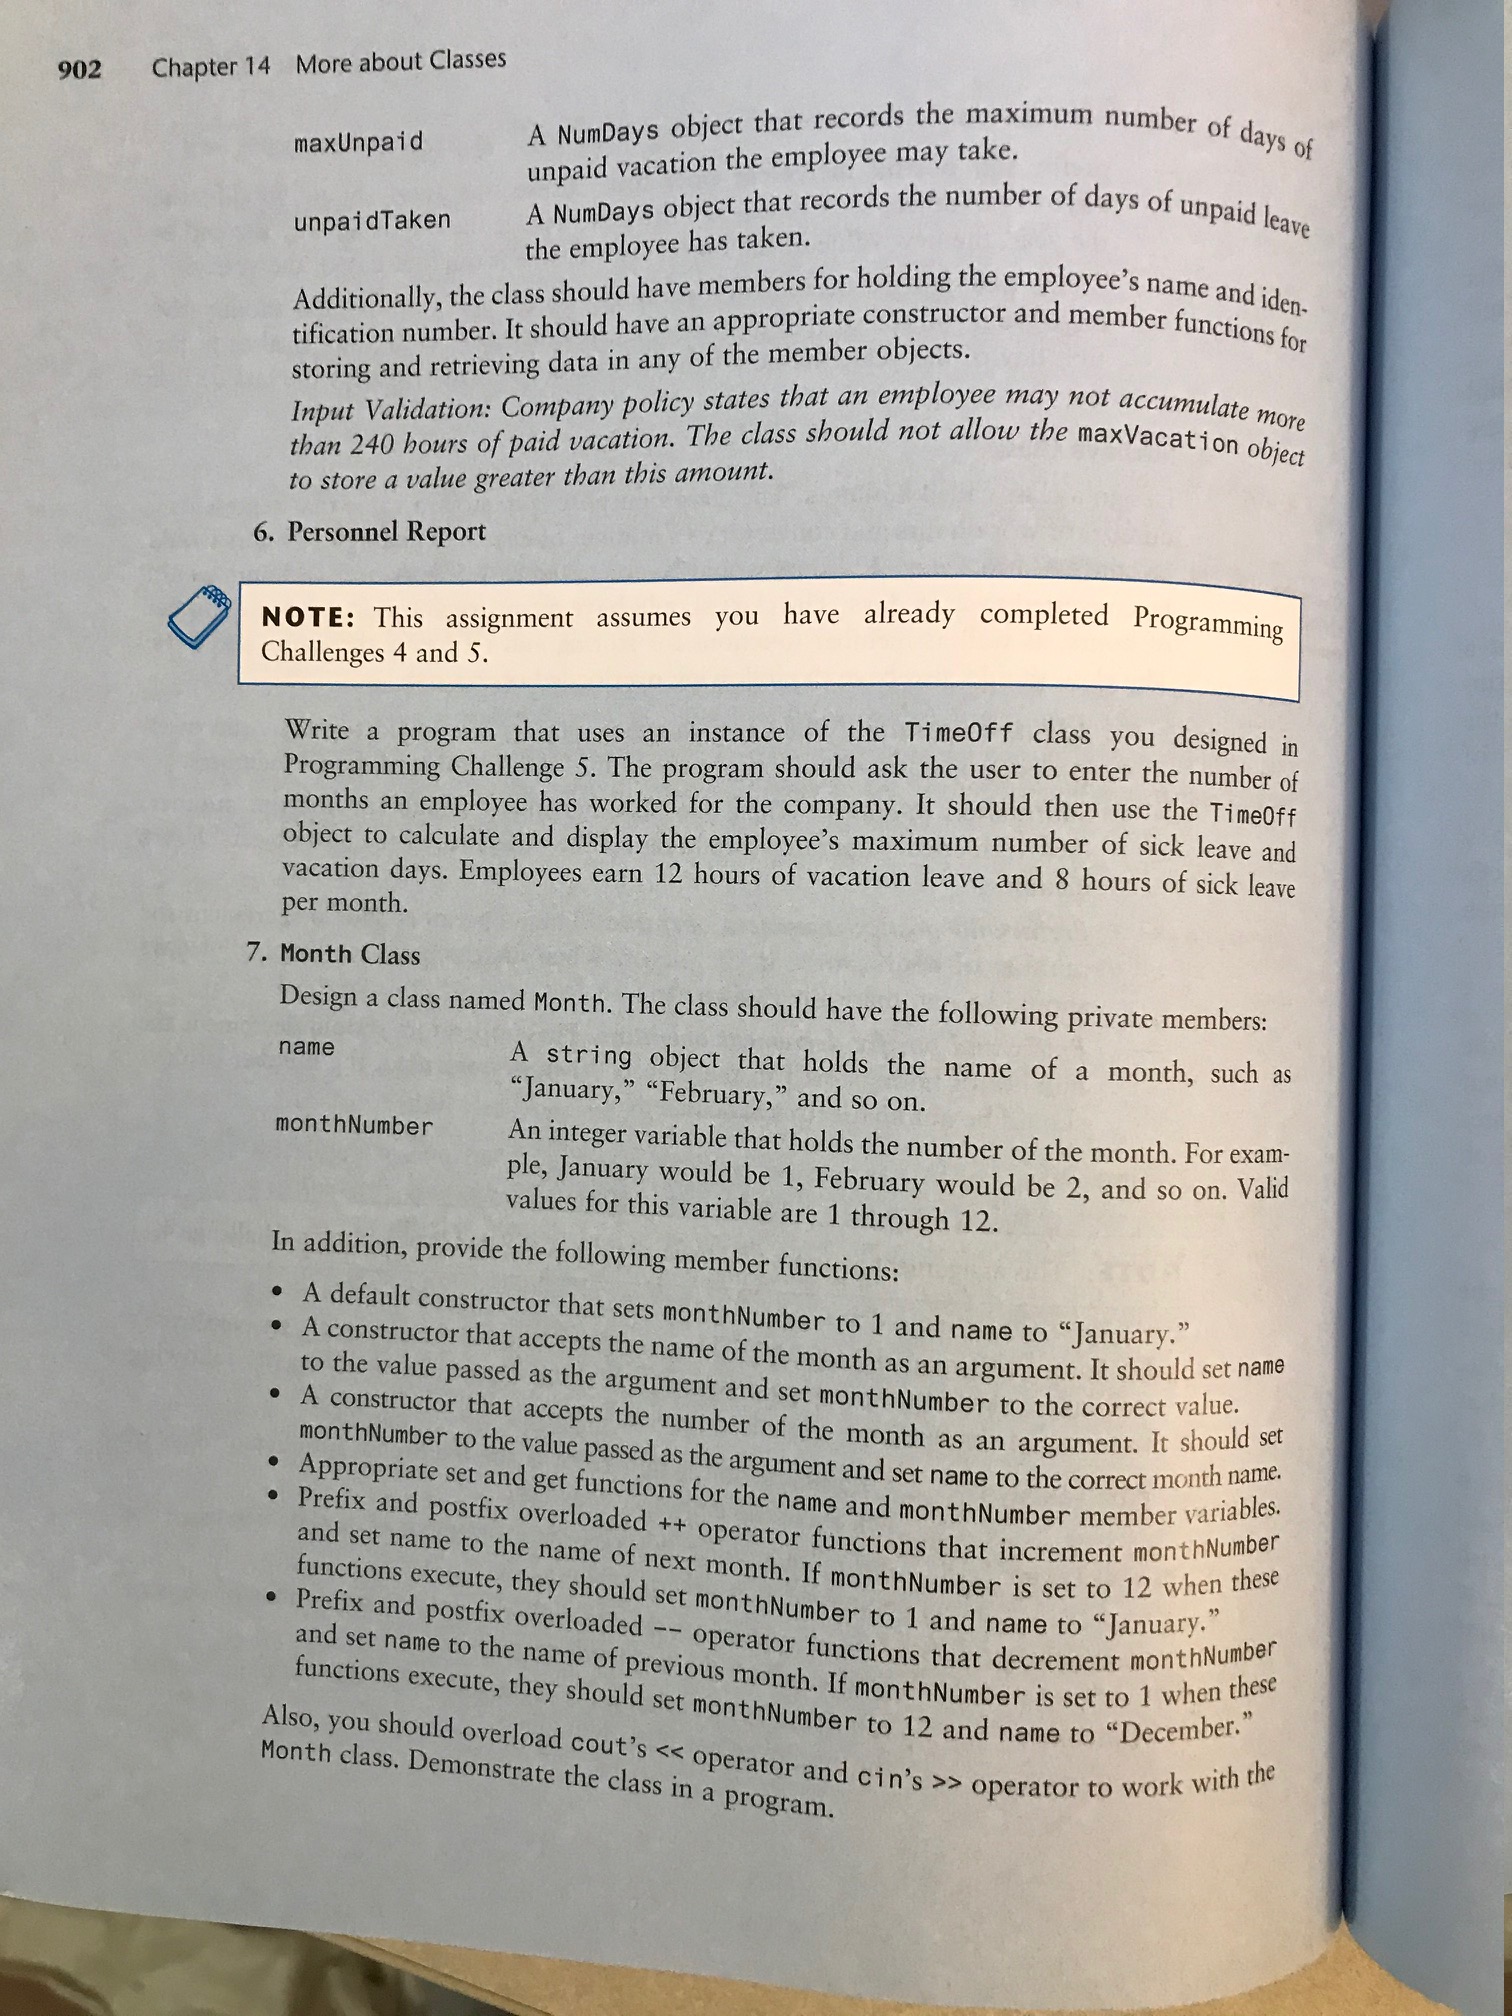 902 Chapter 14 More about Classes
maxUnpaid A NumDays object that records the maximum number of days of
unpaid vacation the employee may take.
unpaidTaken A NumDays object that records the number of days of unpaid leave
the employee has taken.
Additionally, the class should have members for holding the employee's name and iden-
tification number. It should have an appropriate constructor and member functions for
storing and retrieving data in any of the member objects.
Input Validation: Company policy states that an employee may not accumulate more
than 240 hours of paid vacation. The class should not allow the maxVacation object
to store a value greater than this amount.
6. Personnel Report
NOTE: This assignment assumes you have already completed Programming
Challenges 4 and 5.
Write a program that uses an instance of the TimeOff class you designed in
Programming Challenge 5. The program should ask the user to enter the number of
months an employee has worked for the company. It should then use the TimeOff
object to calculate and display the employee's maximum number of sick leave and
vacation days. Employees earn 12 hours of vacation leave and 8 hours of sick leave
per month.
7. Month Class
Design a class named Month. The class should have the following private members:
name A string object that holds the name of a month, such as
“January,” “February,” and so on.
monthNumber An integer variable that holds the number of the month. For exam-
ple, January would be 1, February would be 2, and so on. Valid
values for this variable are 1 through 12.
In addition, provide the following member functions:
• A default constructor that sets monthNumber to 1 and name to “January.”
• A constructor that accepts the name of the month as an argument. It should set name
to the value passed as the argument and set monthNumber to the correct value.
• A constructor that accepts the number of the month as an argument. It should set
monthNumber to the value passed as the argument and set name to the correct month name.
• Appropriate set and get functions for the name and monthNumber member variables.
• Prefix and postfix overloaded ++ operator functions that increment monthNumber
and set name to the name of next month. If monthNumber is set to 12 when these
functions execute, they should set monthNumber to 1 and name to “January.”
• Prefix and postfix overloaded -- operator functions that decrement monthNumber
and set name to the name of previous month. If monthNumber is set to 1 when these
functions execute, they should set monthNumber to 12 and name to “December.”
Also, you should overload cout's << operator and cin's >> operator to work with the
Month class. Demonstrate the class in a program.